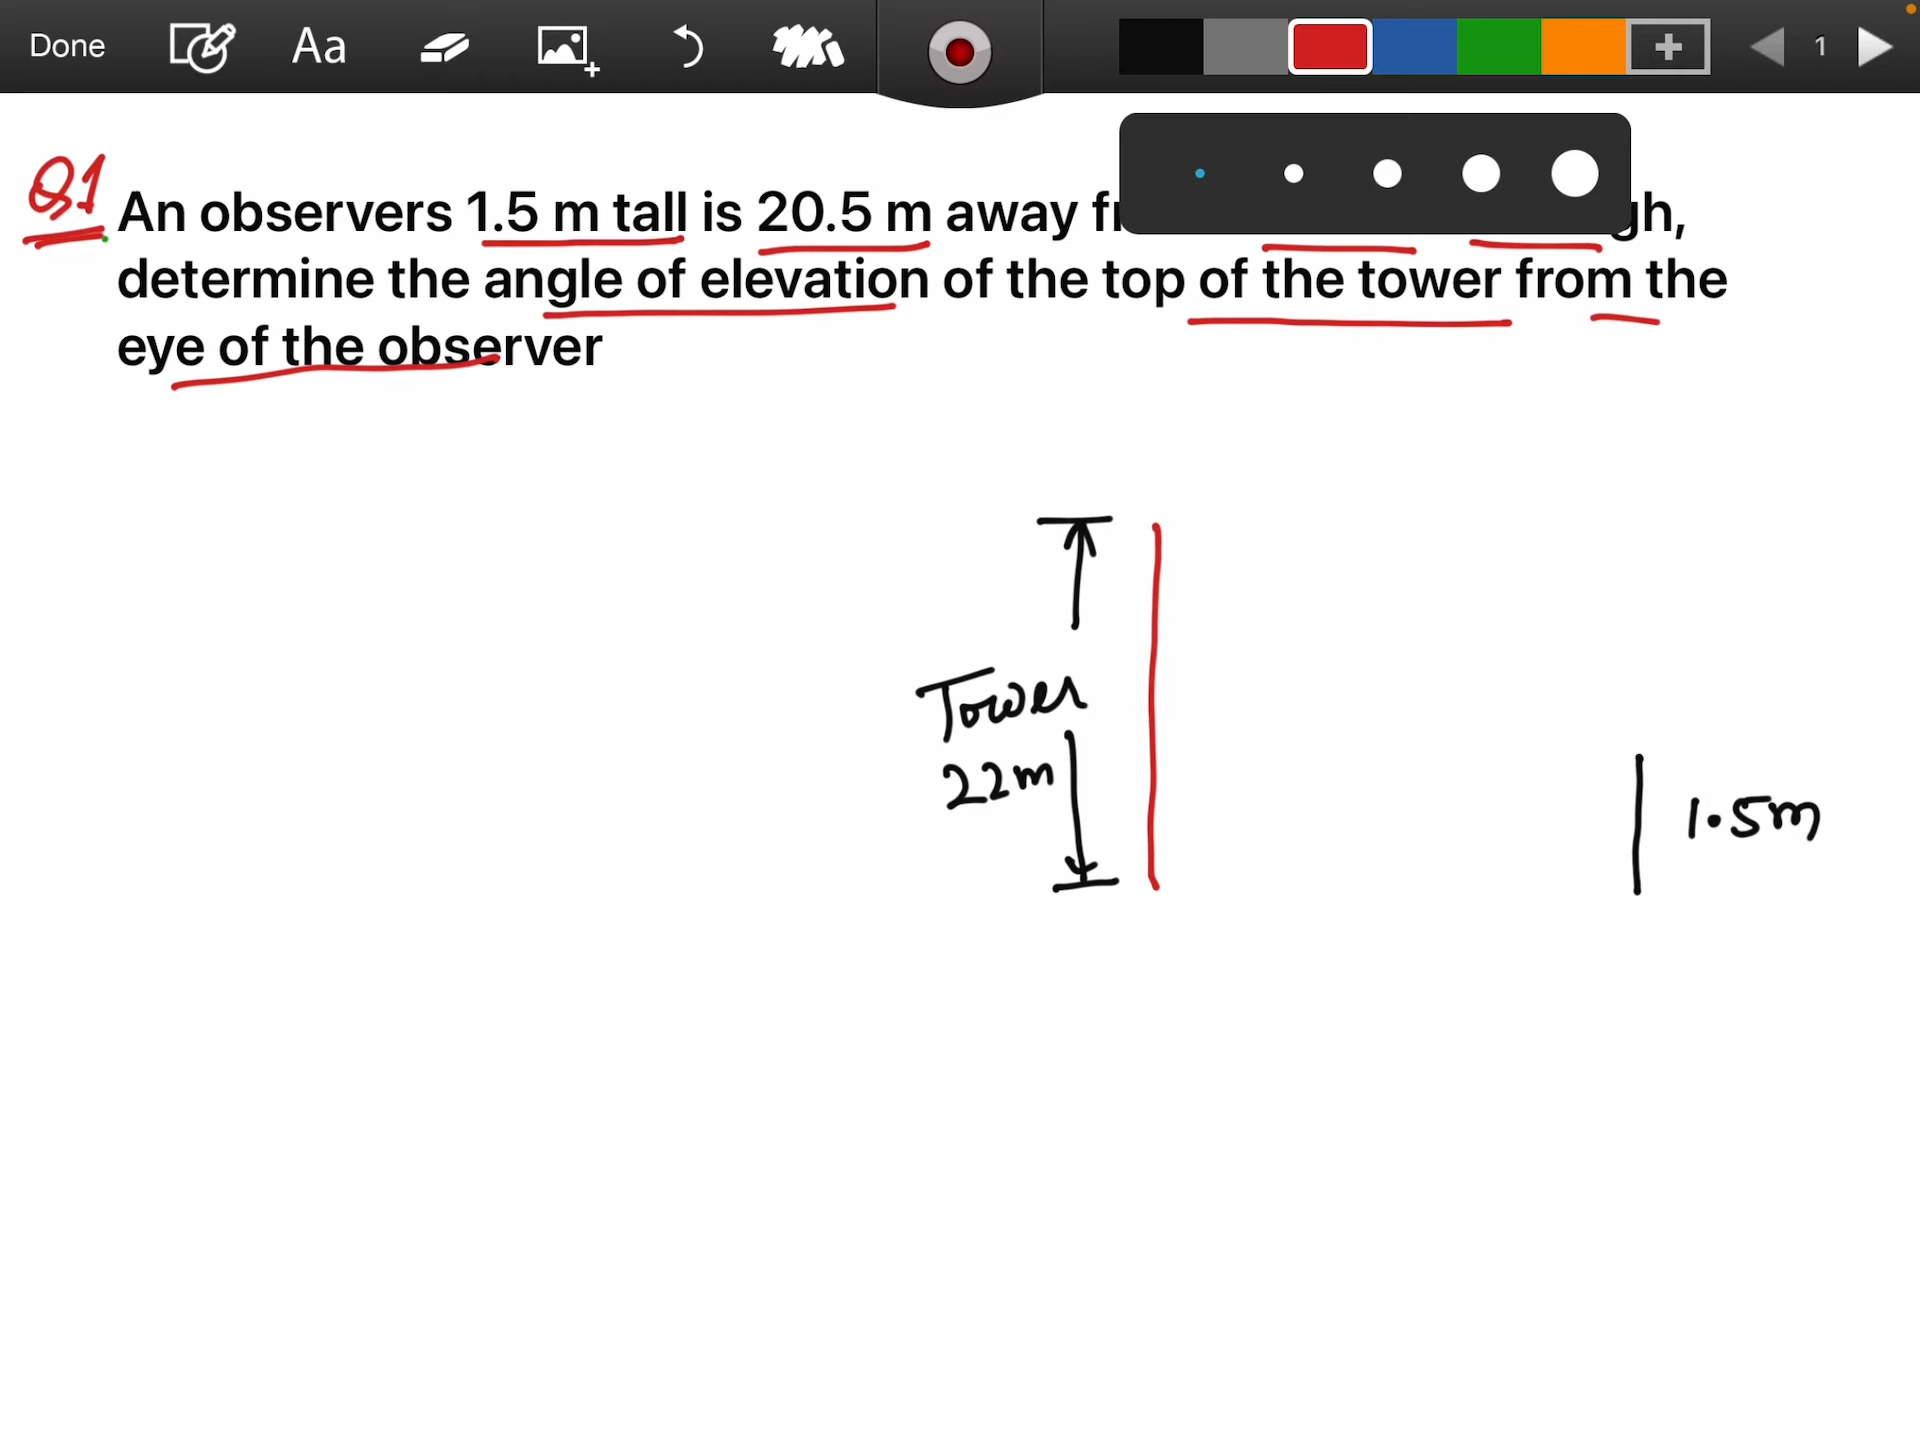 Done Aa 1
Q1 An observers 1.5 m tall is 20.5 m away gh,
determine the angle of elevation of the top of the tower from the
eye of the observer
Tower
22m
1.5m